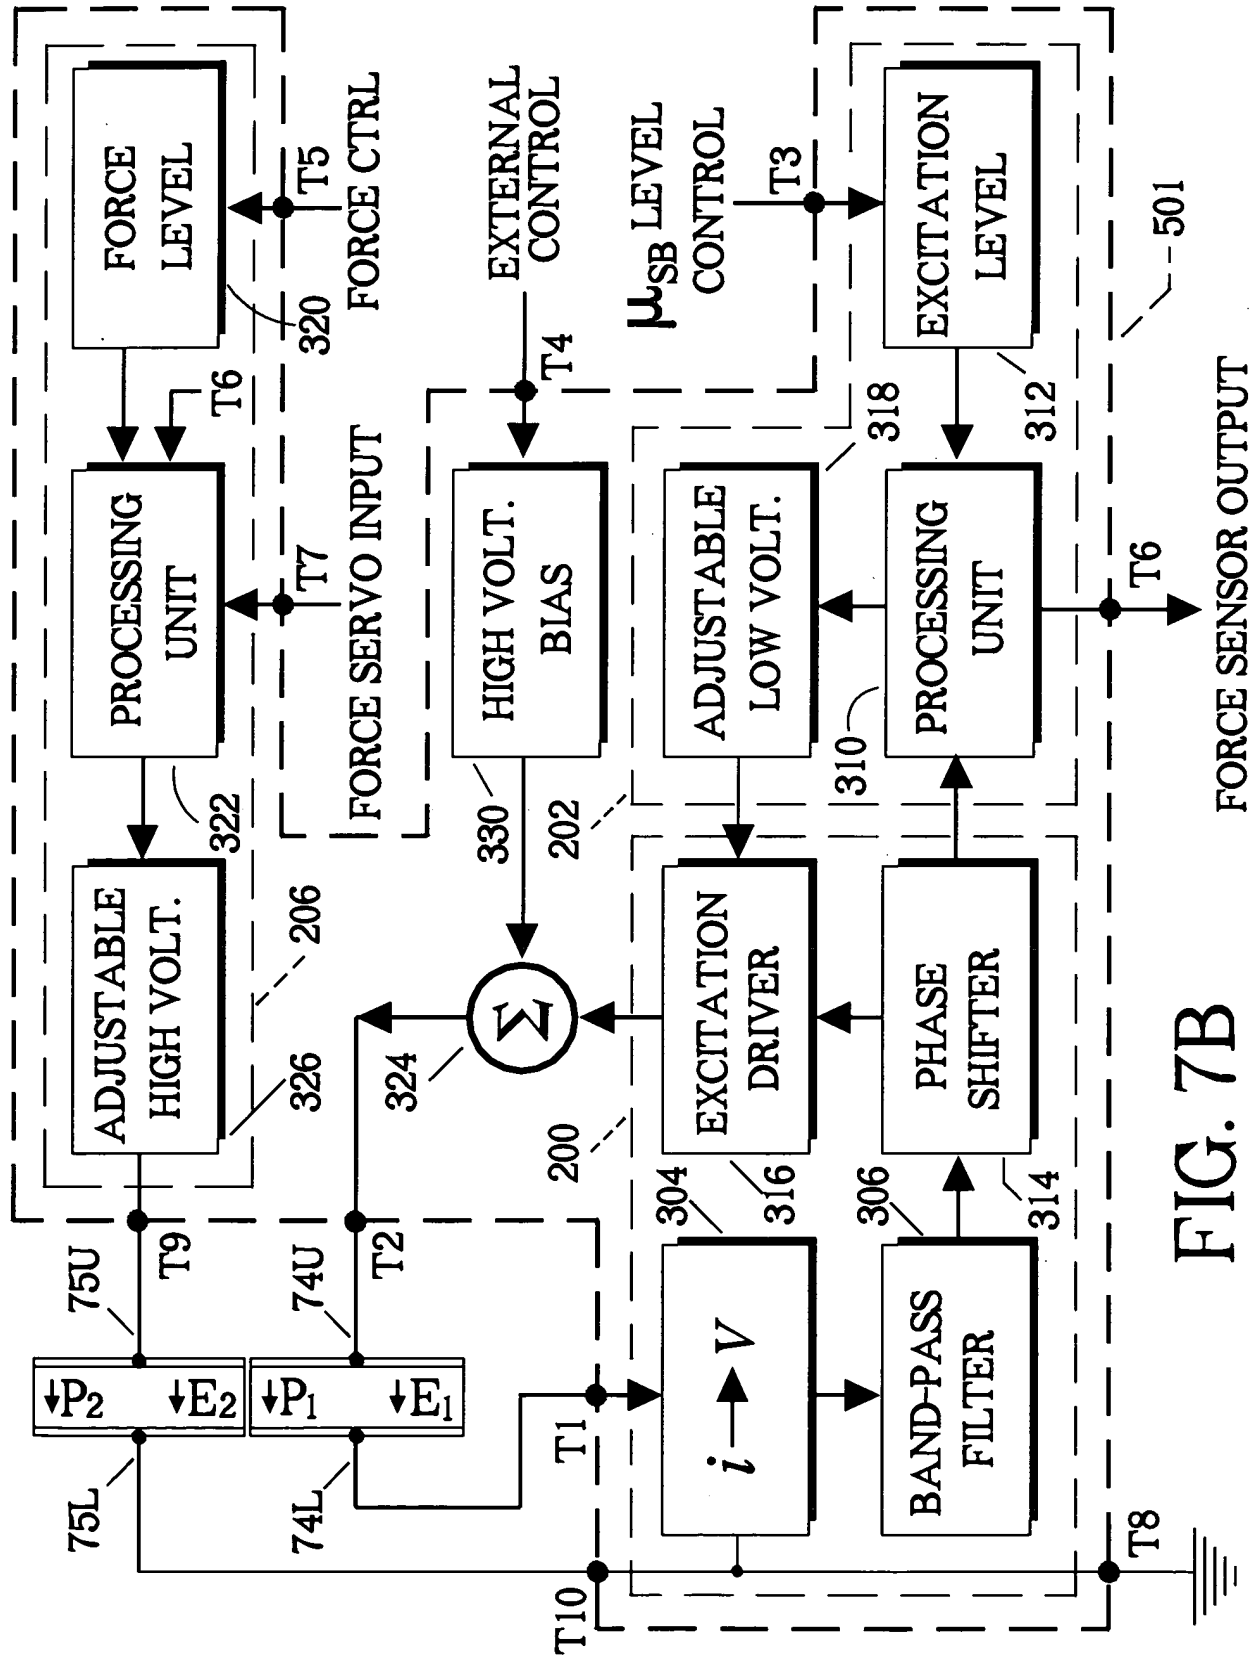 75U
75L
↓P2
↓E2
T9
ADJUSTABLE
HIGH VOLT.
326
206
PROCESSING
UNIT
322
T6
FORCE
LEVEL
320
T7
FORCE SERVO INPUT
T5
FORCE CTRL
74U
74L
↓P1
↓E1
T2
324
Σ
330
HIGH VOLT.
BIAS
T4
EXTERNAL
CONTROL
T10
T1
200
202
304
i → V
316
EXCITATION
DRIVER
ADJUSTABLE
LOW VOLT.
318
μSB LEVEL
CONTROL
T3
306
BAND-PASS
FILTER
314
PHASE
SHIFTER
310
PROCESSING
UNIT
312
EXCITATION
LEVEL
501
T8
T6
FORCE SENSOR OUTPUT
FIG. 7B